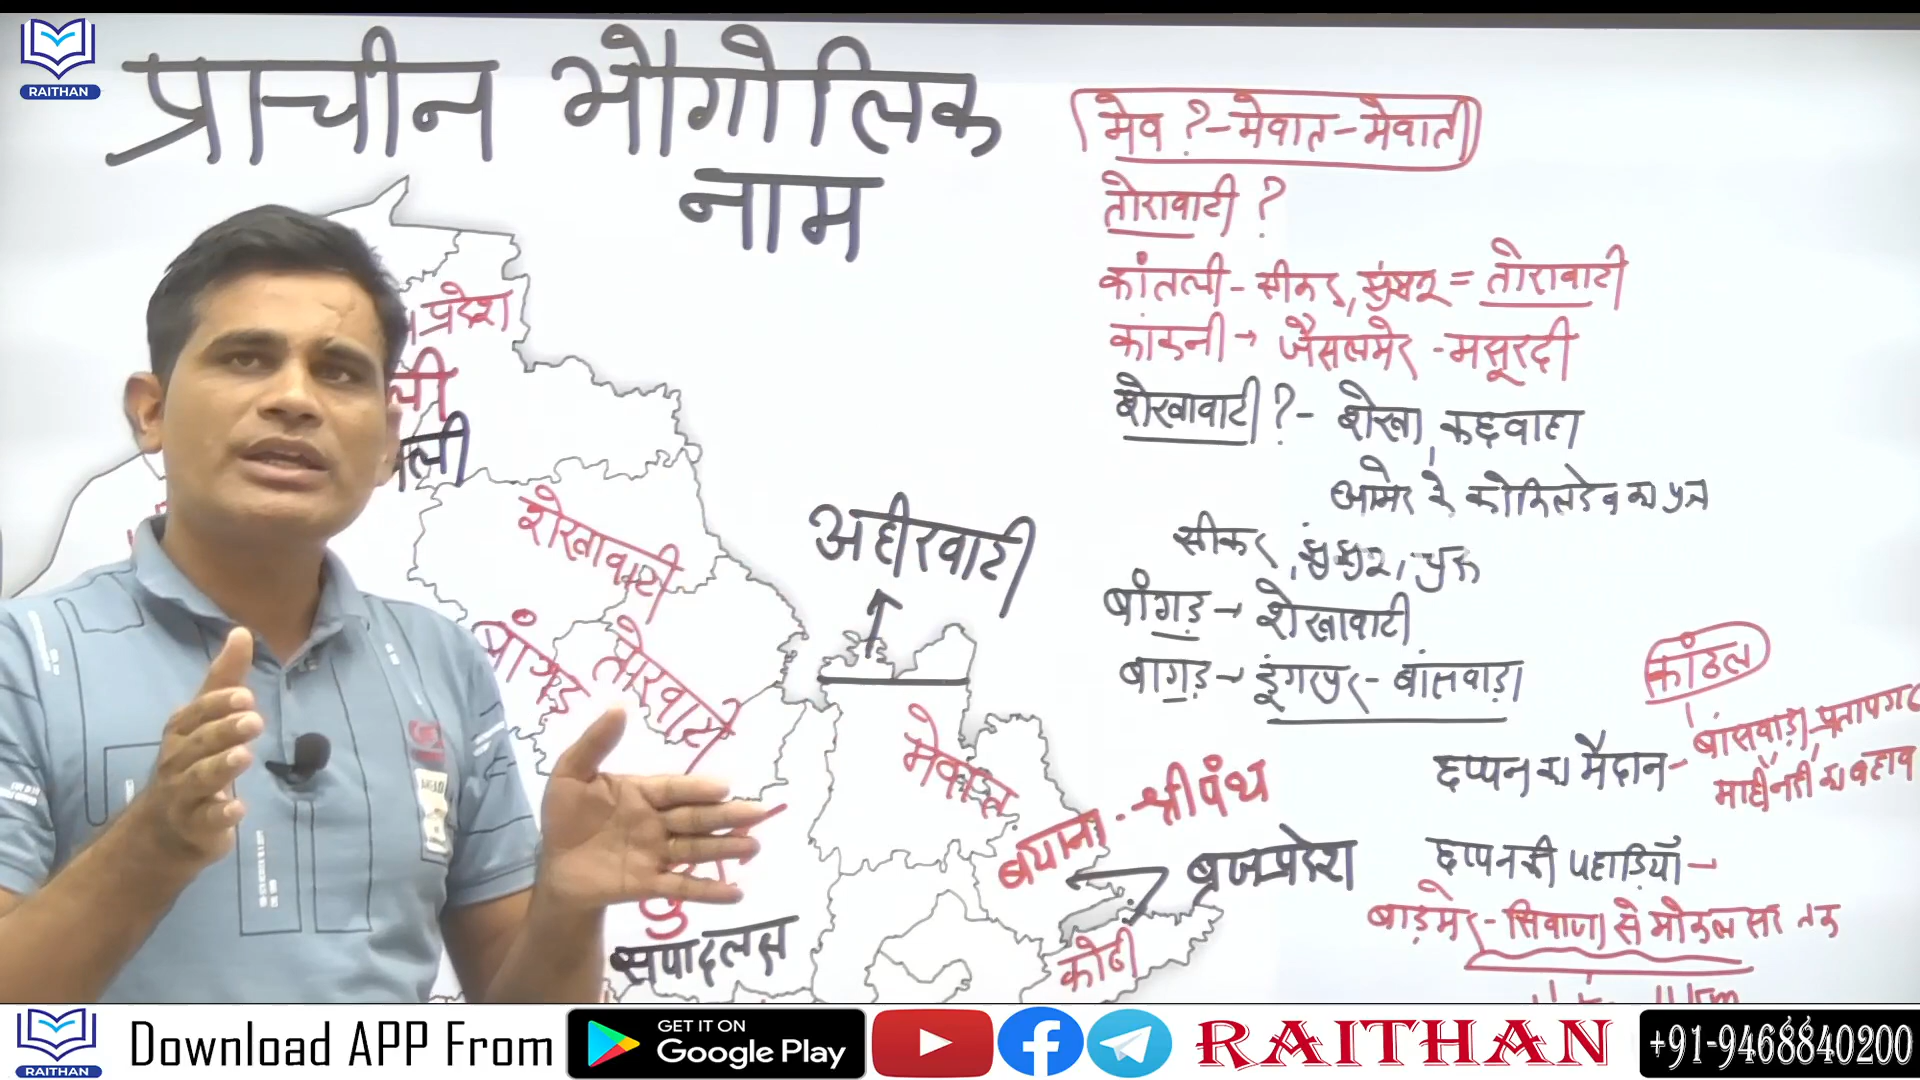 RAITHAN
प्राचीन भौगोलिक
नाम
मेव ? - मेवात - मेवाती
तोरावाटी ?
कांतली - सीकर, झुंझुनू = तोरावाटी
काकनी → जैसलमेर - मसूरदी
शेखावाटी ? - शेखा, कछवाहा
आमेर के कोकिलदेव का पुत्र
सीकर, झुंझुनू, चुरू
बांगड़ → शेखावाटी
बागड़ → डूंगरपुर - बांसवाड़ा
कांठल
छप्पन का मैदान - बांसवाड़ा - प्रतापगढ़
माही नदी का बहाव
छप्पन की पहाड़ियाँ →
बाड़मेर - सिवाणा से मोकलसर तक
प्रदेश
शेखावाटी
अहीरवाटी
बांगड़
तोरवाटी
मेवात
बयाना - श्रीपंथ
ब्रजप्रदेश
सपादलक्ष
कोठी
RAITHAN
Download APP From
GET IT ON
Google Play
RAITHAN
+91-9468840200